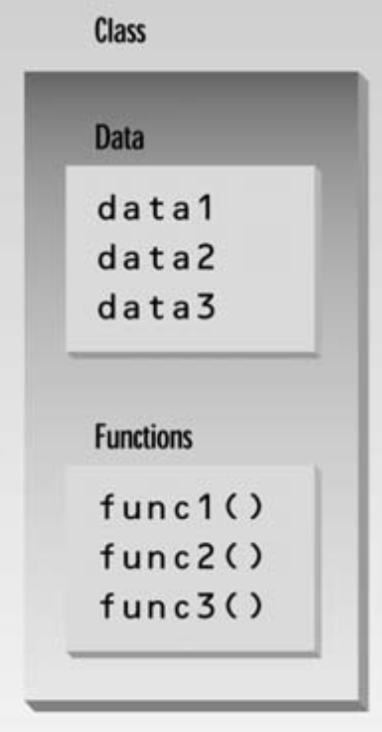 Class
Data
data1
data2
data3
Functions
func1()
func2()
func3()